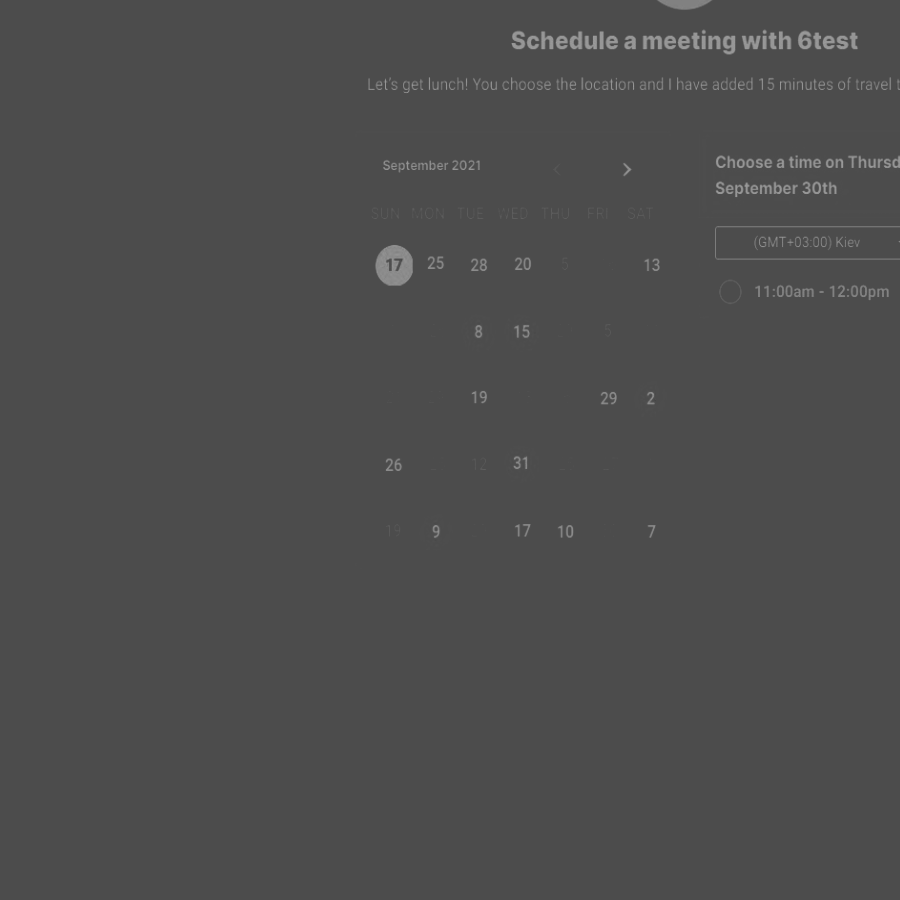 Schedule a meeting with 6test
Let's get lunch! You choose the location and I have added 15 minutes of travel
September 2021
Choose a time on Thursd
September 30th
SUN MON TUE WED THU FRI SAT
(GMT+03:00) Kiev
17 25 28 20 5 13
11:00am - 12:00pm
8 15 5
19 29 2
26 12 31
19 9 17 10 7